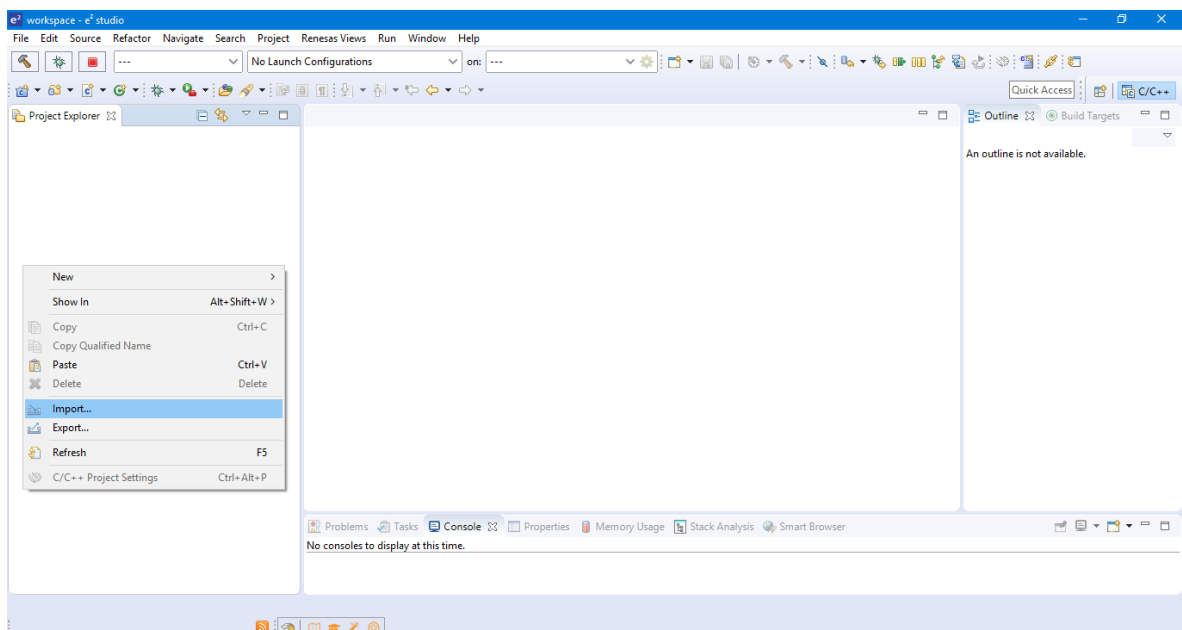 e² workspace - e² studio
File Edit Source Refactor Navigate Search Project Renesas Views Run Window Help
--- No Launch Configurations on: ---
Quick Access C/C++
Project Explorer
Outline Build Targets
An outline is not available.
New
Show In Alt+Shift+W
Copy Ctrl+C
Copy Qualified Name
Paste Ctrl+V
Delete Delete
Import...
Export...
Refresh F5
C/C++ Project Settings Ctrl+Alt+P
Problems Tasks Console Properties Memory Usage Stack Analysis Smart Browser
No consoles to display at this time.